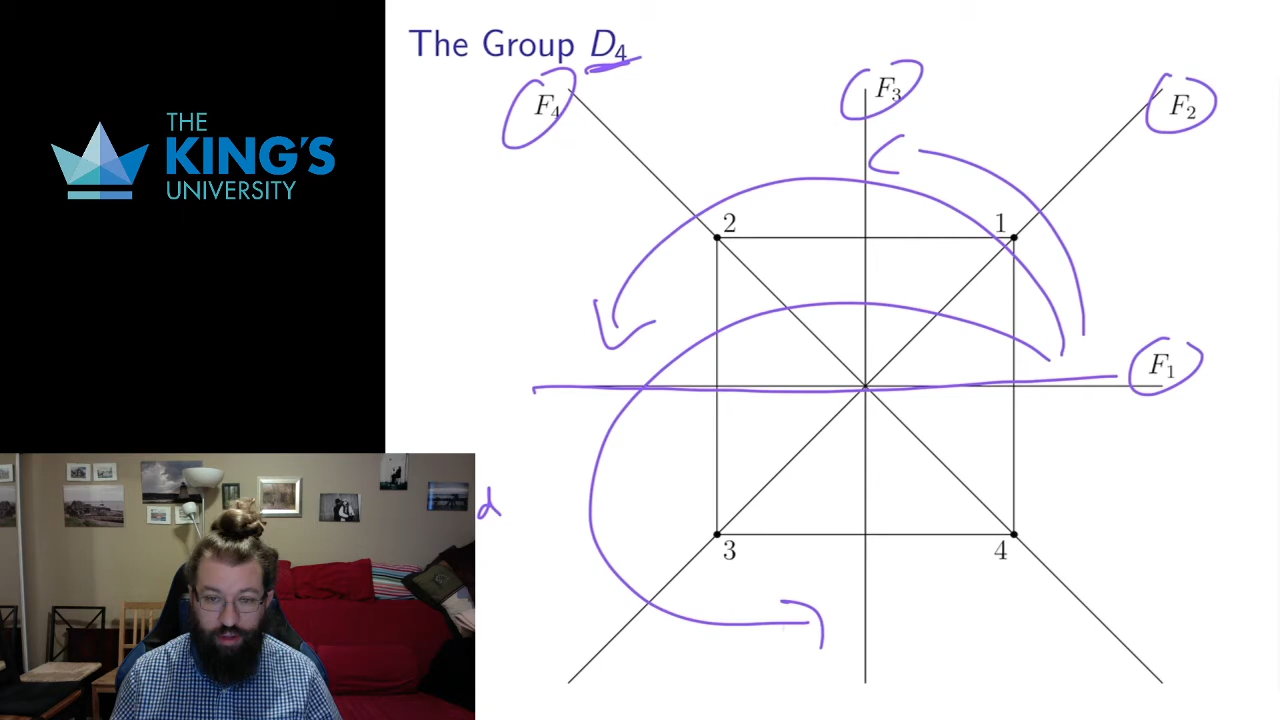 THE
KING'S
UNIVERSITY
The Group D₄
F₄
F₃
F₂
2
1
F₁
3
4